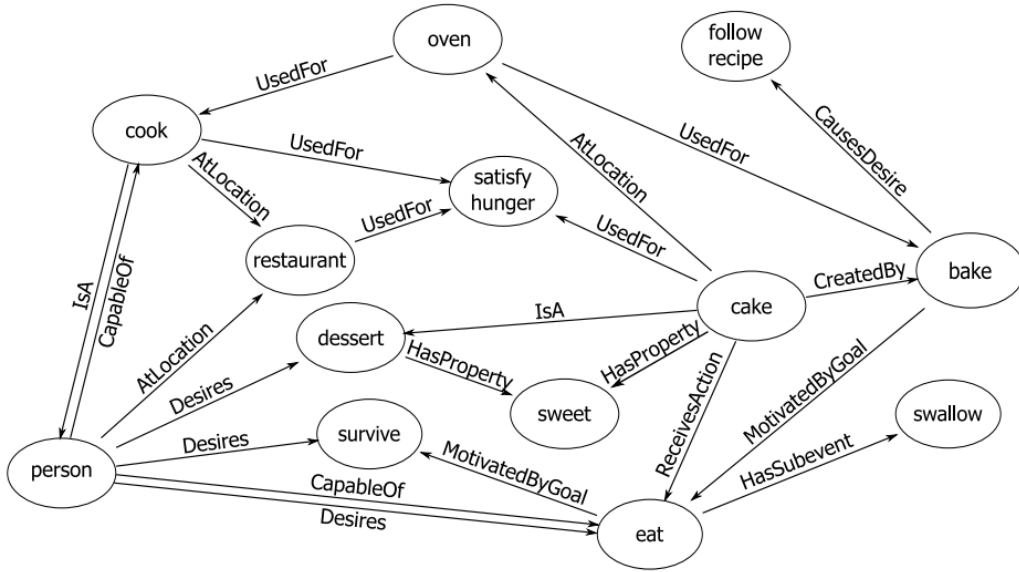 oven
follow
recipe
UsedFor
cook
UsedFor
AtLocation
UsedFor
CausesDesire
AtLocation
satisfy
hunger
UsedFor
UsedFor
restaurant
bake
CreatedBy
cake
IsA
CapableOf
IsA
dessert
AtLocation
HasProperty
HasProperty
Desires
sweet
swallow
MotivatedByGoal
ReceivesAction
survive
Desires
person
MotivatedByGoal
HasSubevent
CapableOf
Desires
eat